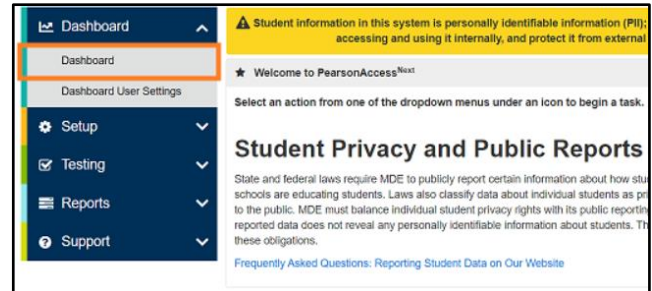 Dashboard
Dashboard
Dashboard User Settings
Setup
Testing
Reports
Support
Student information in this system is personally identifiable information (PII);
accessing and using it internally, and protect it from external
Welcome to PearsonAccessNext
Select an action from one of the dropdown menus under an icon to begin a task.
Student Privacy and Public Reports
State and federal laws require MDE to publicly report certain information about how
schools are educating students. Laws also classify data about individual students as
to the public. MDE must balance individual student privacy rights with its public
reported data does not reveal any personally identifiable information about students.
these obligations.
Frequently Asked Questions: Reporting Student Data on Our Website